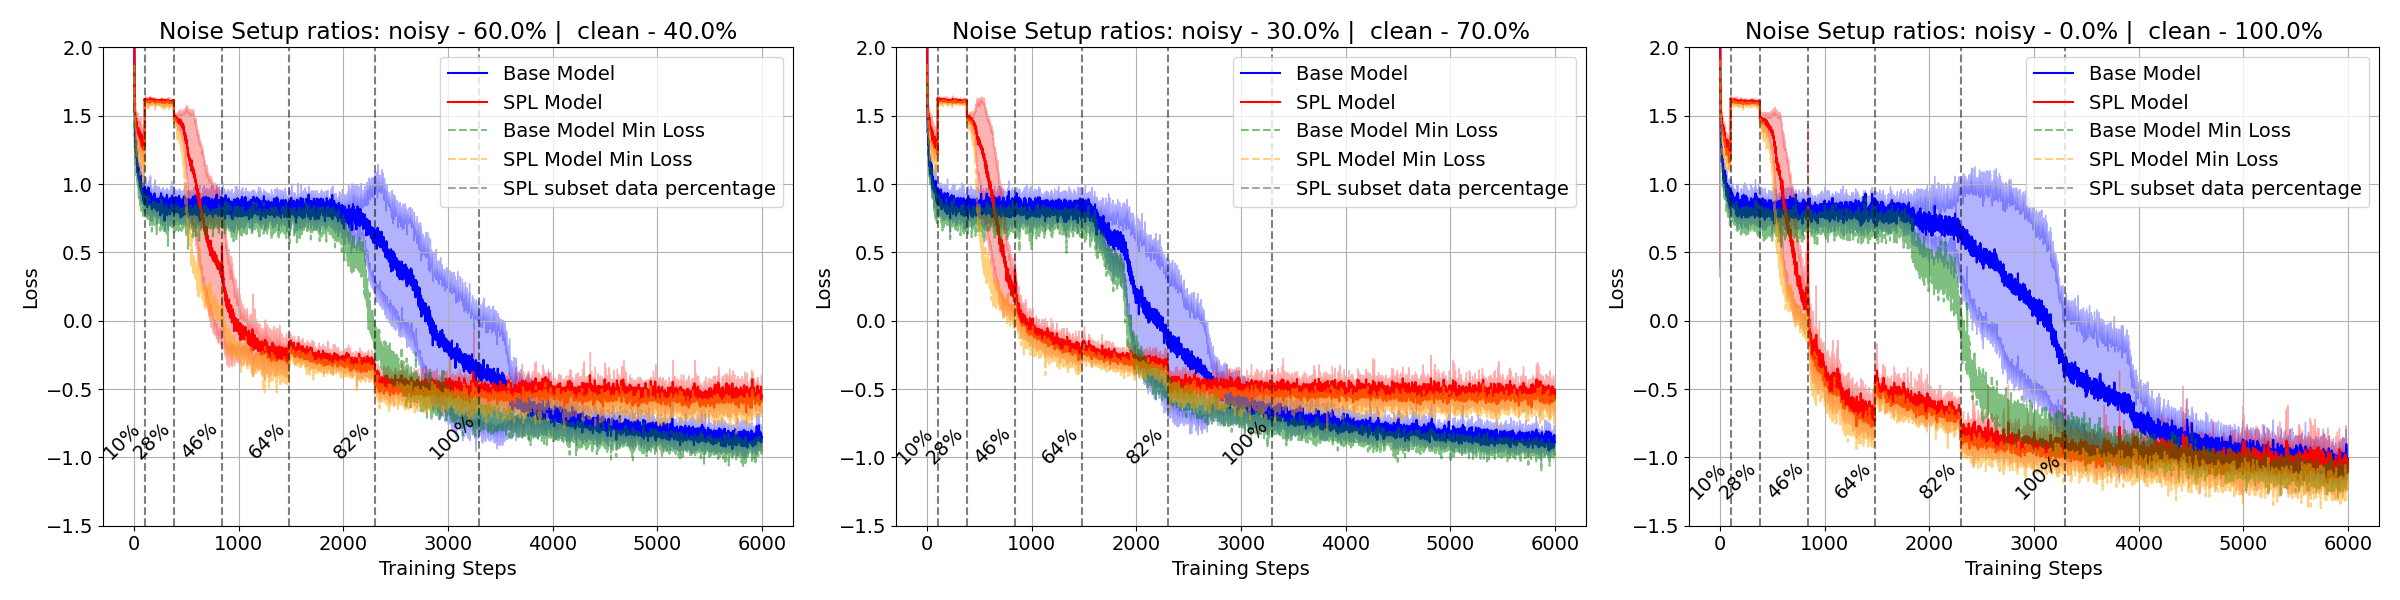 Noise Setup ratios: noisy - 60.0% |  clean - 40.0%
2.0
1.5
1.0
0.5
0.0
−0.5
−1.0
−1.5
Loss
Base Model
SPL Model
Base Model Min Loss
SPL Model Min Loss
SPL subset data percentage
10%
28%
46%
64%
82%
100%
0 1000 2000 3000 4000 5000 6000
Training Steps
Noise Setup ratios: noisy - 30.0% |  clean - 70.0%
2.0
1.5
1.0
0.5
0.0
−0.5
−1.0
−1.5
Loss
Base Model
SPL Model
Base Model Min Loss
SPL Model Min Loss
SPL subset data percentage
10%
28%
46%
64%
82%
100%
0 1000 2000 3000 4000 5000 6000
Training Steps
Noise Setup ratios: noisy - 0.0% |  clean - 100.0%
2.0
1.5
1.0
0.5
0.0
−0.5
−1.0
−1.5
Loss
Base Model
SPL Model
Base Model Min Loss
SPL Model Min Loss
SPL subset data percentage
10%
28%
46%
64%
82%
100%
0 1000 2000 3000 4000 5000 6000
Training Steps